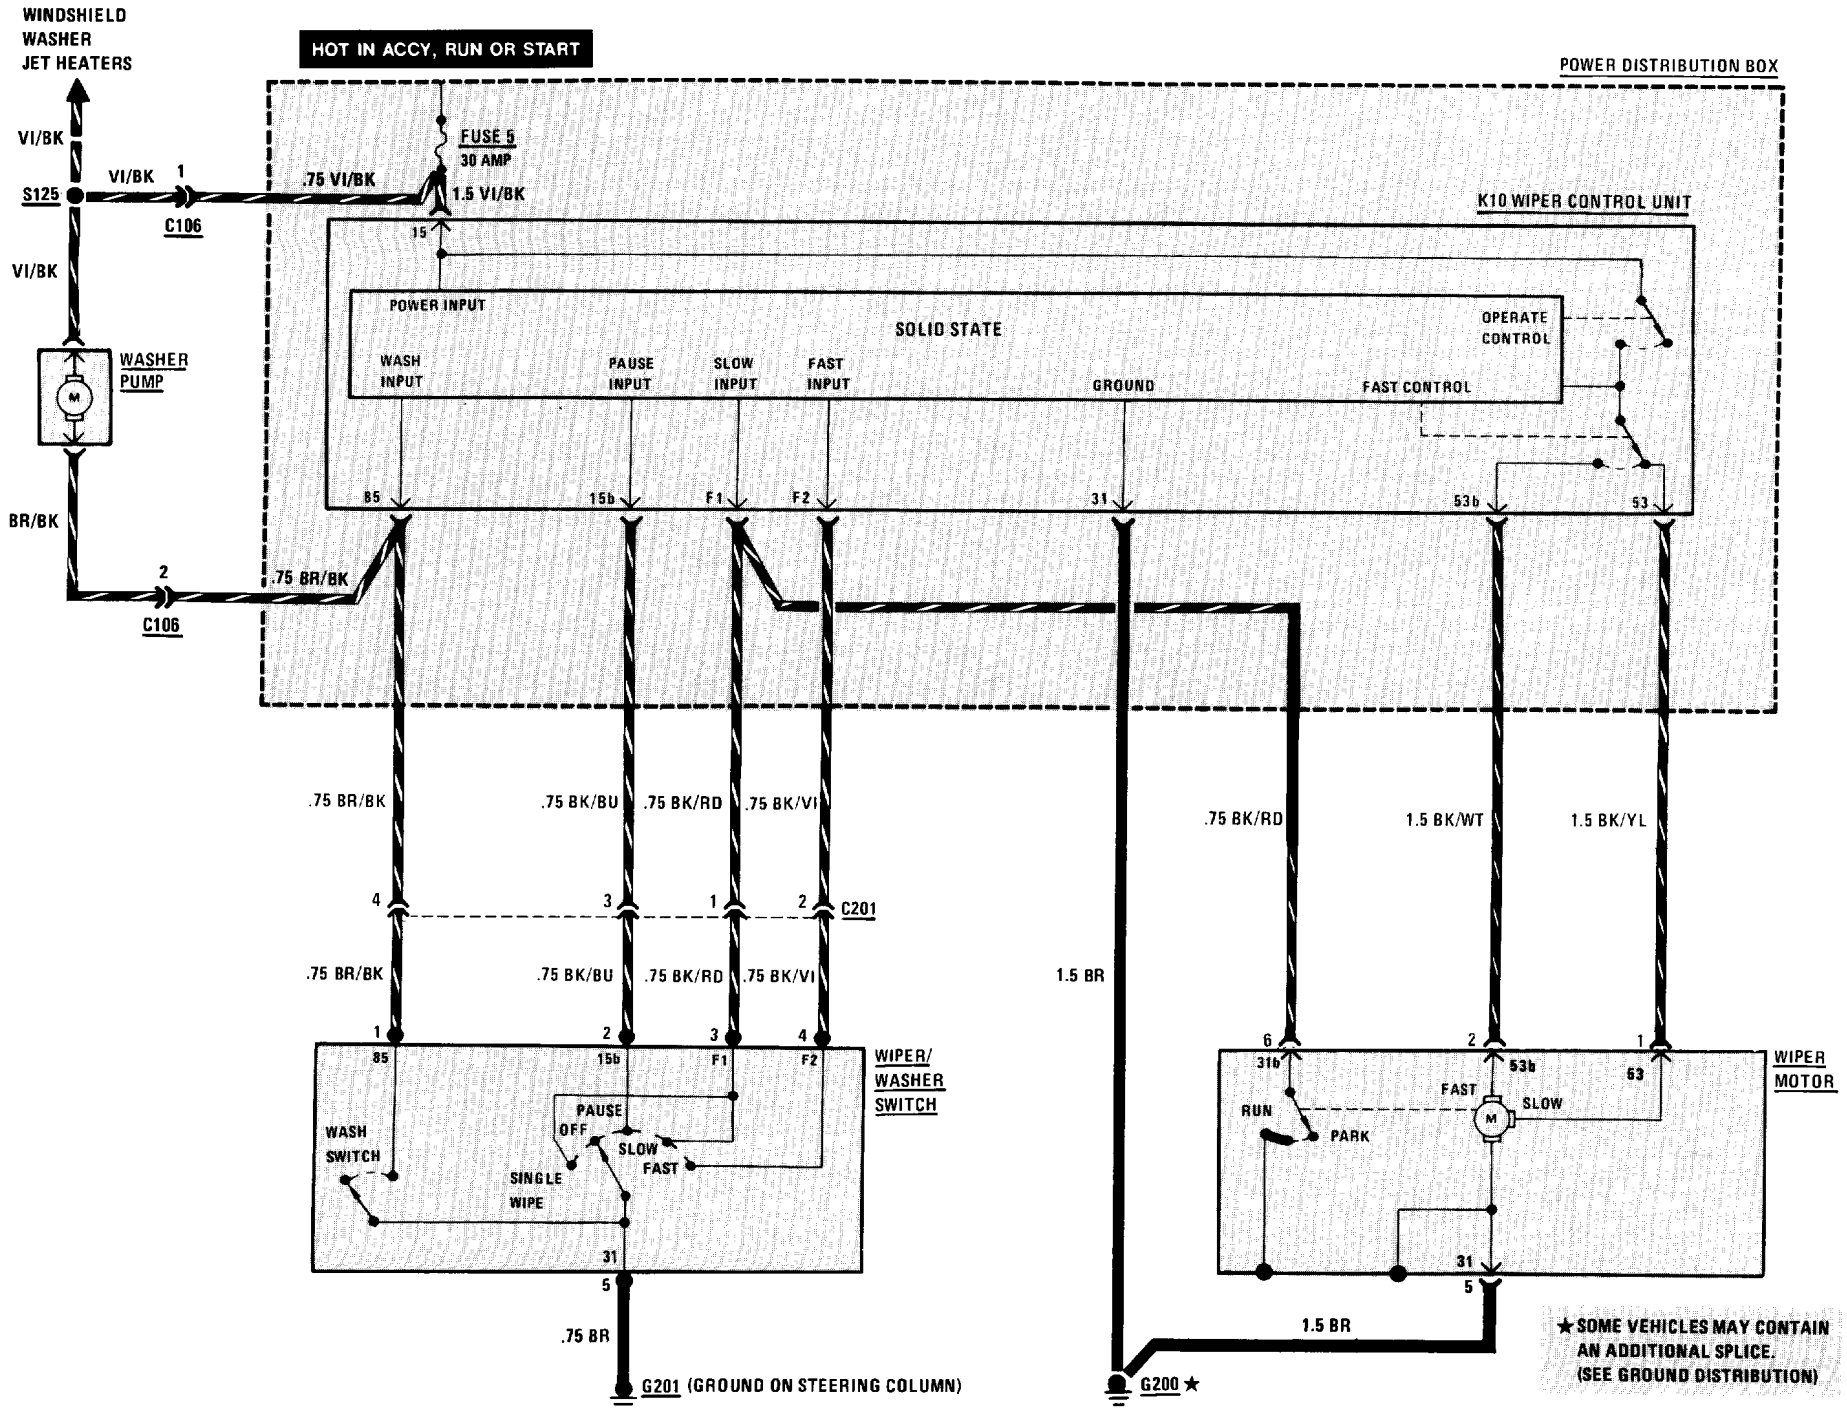 WINDSHIELD
WASHER
JET HEATERS
HOT IN ACCY, RUN OR START
POWER DISTRIBUTION BOX
VI/BK
FUSE 5
30 AMP
S125
VI/BK
1
.75 VI/BK
1.5 VI/BK
C106
K10 WIPER CONTROL UNIT
15
VI/BK
POWER INPUT
SOLID STATE
OPERATE
CONTROL
WASHER
PUMP
M
WASH
INPUT
PAUSE
INPUT
SLOW
INPUT
FAST
INPUT
GROUND
FAST CONTROL
85
15b
F1
F2
31
53b
53
BR/BK
2
.75 BR/BK
C106
.75 BR/BK
.75 BK/BU
.75 BK/RD
.75 BK/VI
.75 BK/RD
1.5 BK/WT
1.5 BK/YL
4
3
1
2
C201
.75 BR/BK
.75 BK/BU
.75 BK/RD
.75 BK/VI
1.5 BR
1
2
3
4
6
2
1
85
15b
F1
F2
WIPER/
WASHER
SWITCH
31b
53b
53
WIPER
MOTOR
WASH
SWITCH
PAUSE
OFF
SLOW
FAST
SINGLE
WIPE
FAST
SLOW
M
RUN
PARK
31
5
31
5
.75 BR
1.5 BR
G201 (GROUND ON STEERING COLUMN)
G200 ★
★SOME VEHICLES MAY CONTAIN
AN ADDITIONAL SPLICE.
(SEE GROUND DISTRIBUTION)